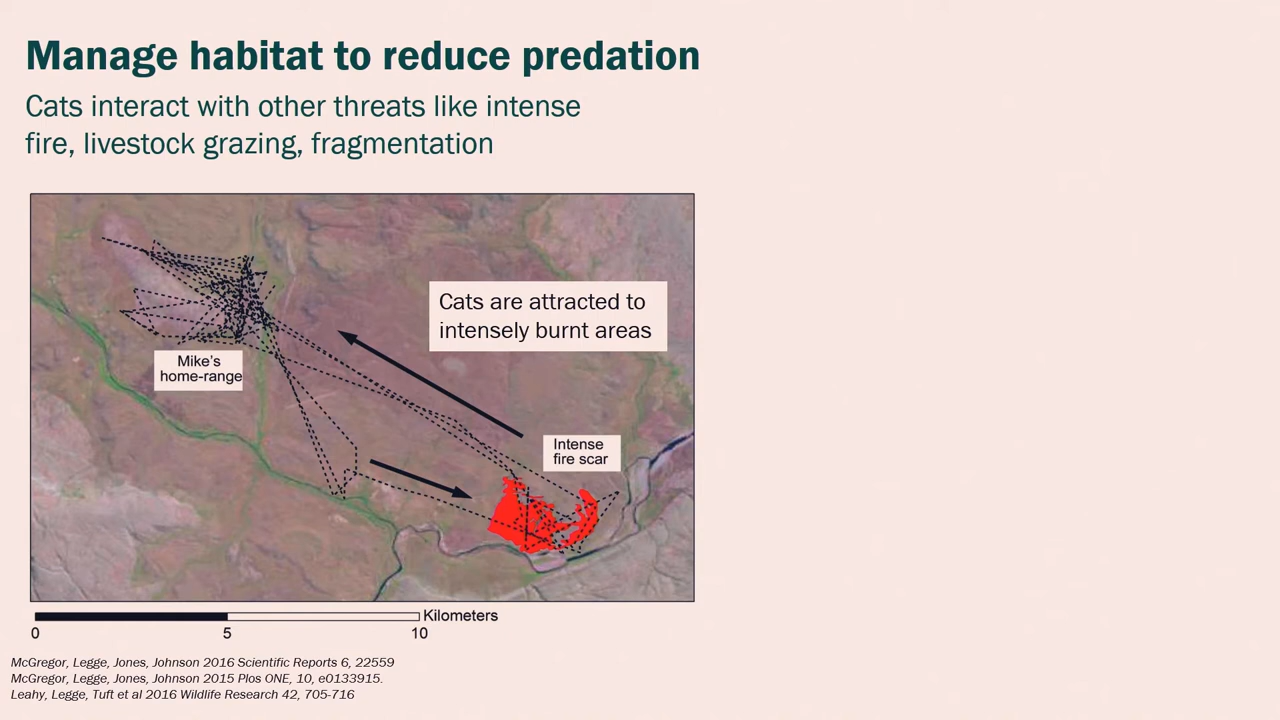 Manage habitat to reduce predation
Cats interact with other threats like intense
fire, livestock grazing, fragmentation
Cats are attracted to
intensely burnt areas
Mike's
home-range
Intense
fire scar
Kilometers
0 5 10
McGregor, Legge, Jones, Johnson 2016 Scientific Reports 6, 22559
McGregor, Legge, Jones, Johnson 2015 Plos ONE, 10, e0133915.
Leahy, Legge, Tuft et al 2016 Wildlife Research 42, 705-716